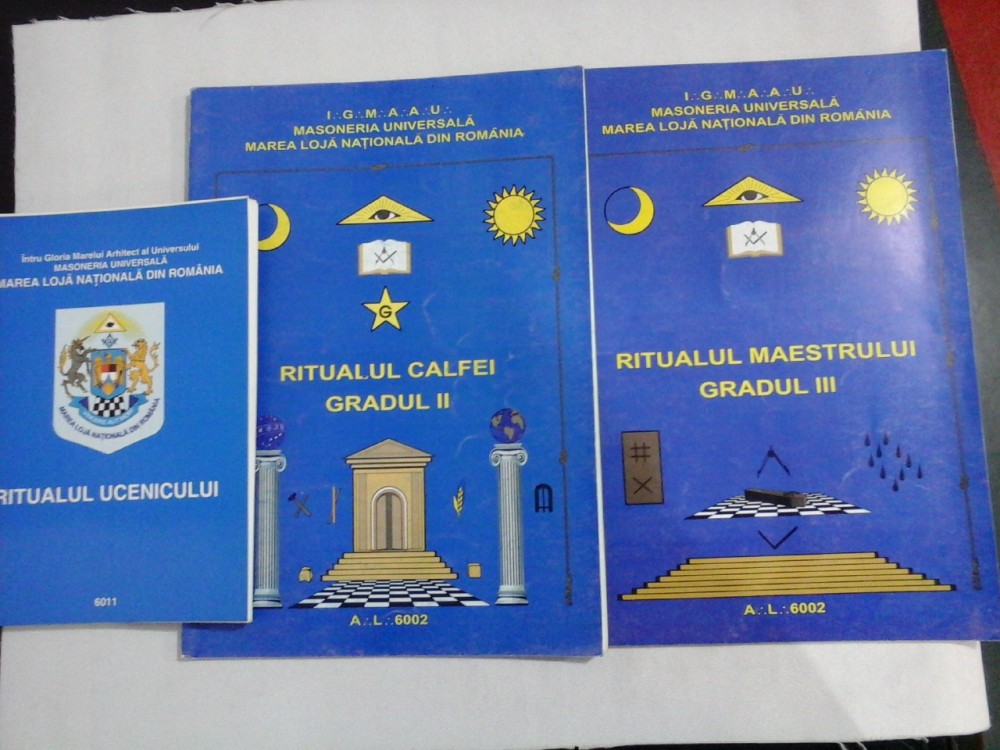 Întru Gloria Marelui Arhitect al Universului
MASONERIA UNIVERSALĂ
MAREA LOJĂ NAȚIONALĂ DIN ROMÂNIA
MAREA LOJĂ NAȚIONALĂ DIN ROMÂNIA
RITUALUL UCENICULUI
6011
I∴G∴M∴A∴A∴U∴
MASONERIA UNIVERSALĂ
MAREA LOJĂ NAȚIONALĂ DIN ROMÂNIA
G
RITUALUL CALFEI
GRADUL II
A∴L∴6002
I∴G∴M∴A∴A∴U∴
MASONERIA UNIVERSALĂ
MAREA LOJĂ NAȚIONALĂ DIN ROMÂNIA
RITUALUL MAESTRULUI
GRADUL III
A∴L∴6002